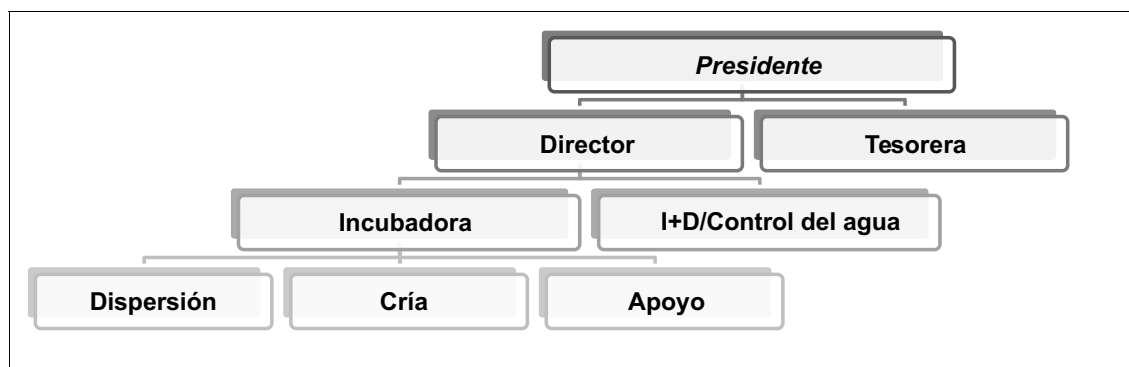 Presidente
Director
Tesorera
Incubadora
I+D/Control del agua
Dispersión
Cría
Apoyo